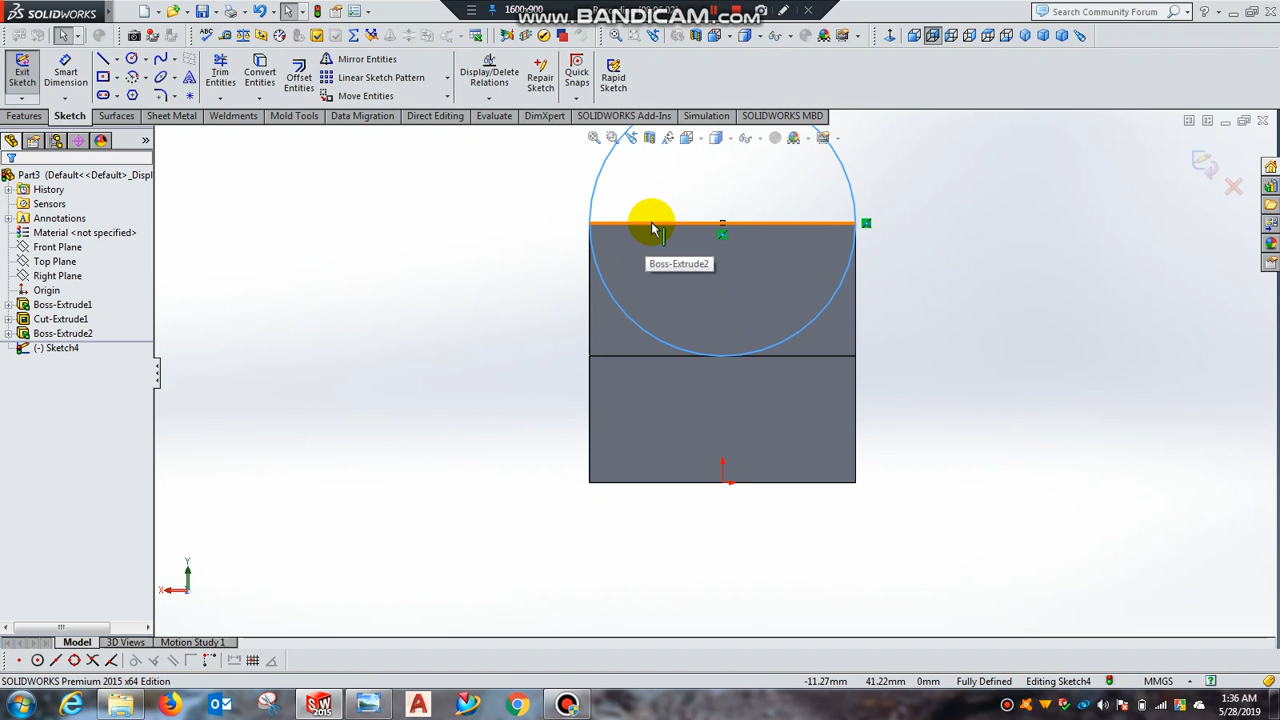 SOLIDWORKS
1600x900
www.BANDICAM.com
Search Community Forum
Exit Sketch
Smart Dimension
Trim Entities
Convert Entities
Offset Entities
Mirror Entities
Linear Sketch Pattern
Move Entities
Display/Delete Relations
Repair Sketch
Quick Snaps
Rapid Sketch
Features
Sketch
Surfaces
Sheet Metal
Weldments
Mold Tools
Data Migration
Direct Editing
Evaluate
DimXpert
SOLIDWORKS Add-Ins
Simulation
SOLIDWORKS MBD
Part3 (Default<<Default>_Displ
History
Sensors
Annotations
Material <not specified>
Front Plane
Top Plane
Right Plane
Origin
Boss-Extrude1
Cut-Extrude1
Boss-Extrude2
(-) Sketch4
Boss-Extrude2
Y
X
Z
Model
3D Views
Motion Study 1
SOLIDWORKS Premium 2015 x64 Edition
-11.27mm
41.22mm
0mm
Fully Defined
Editing Sketch4
MMGS
1:36 AM
5/28/2019